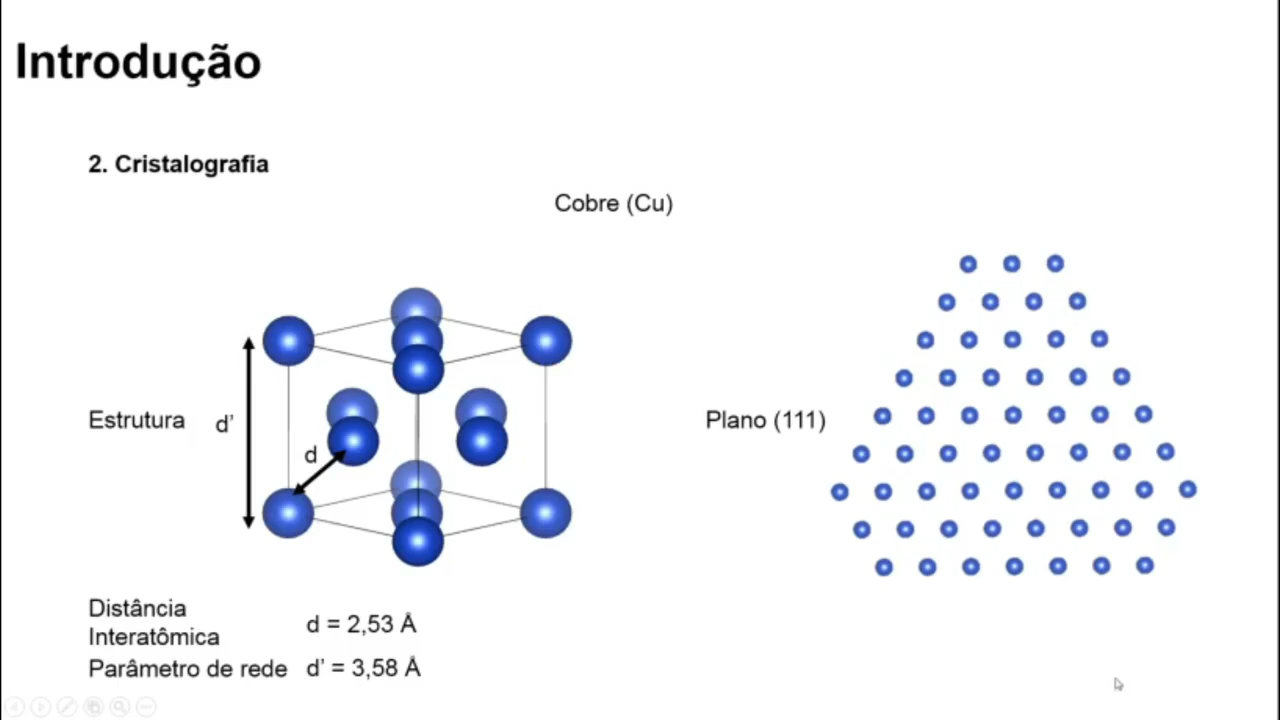 Introdução
2. Cristalografia
Cobre (Cu)
Estrutura
d’
d
Plano (111)
Distância
Interatômica
d = 2,53 Å
Parâmetro de rede
d’ = 3,58 Å